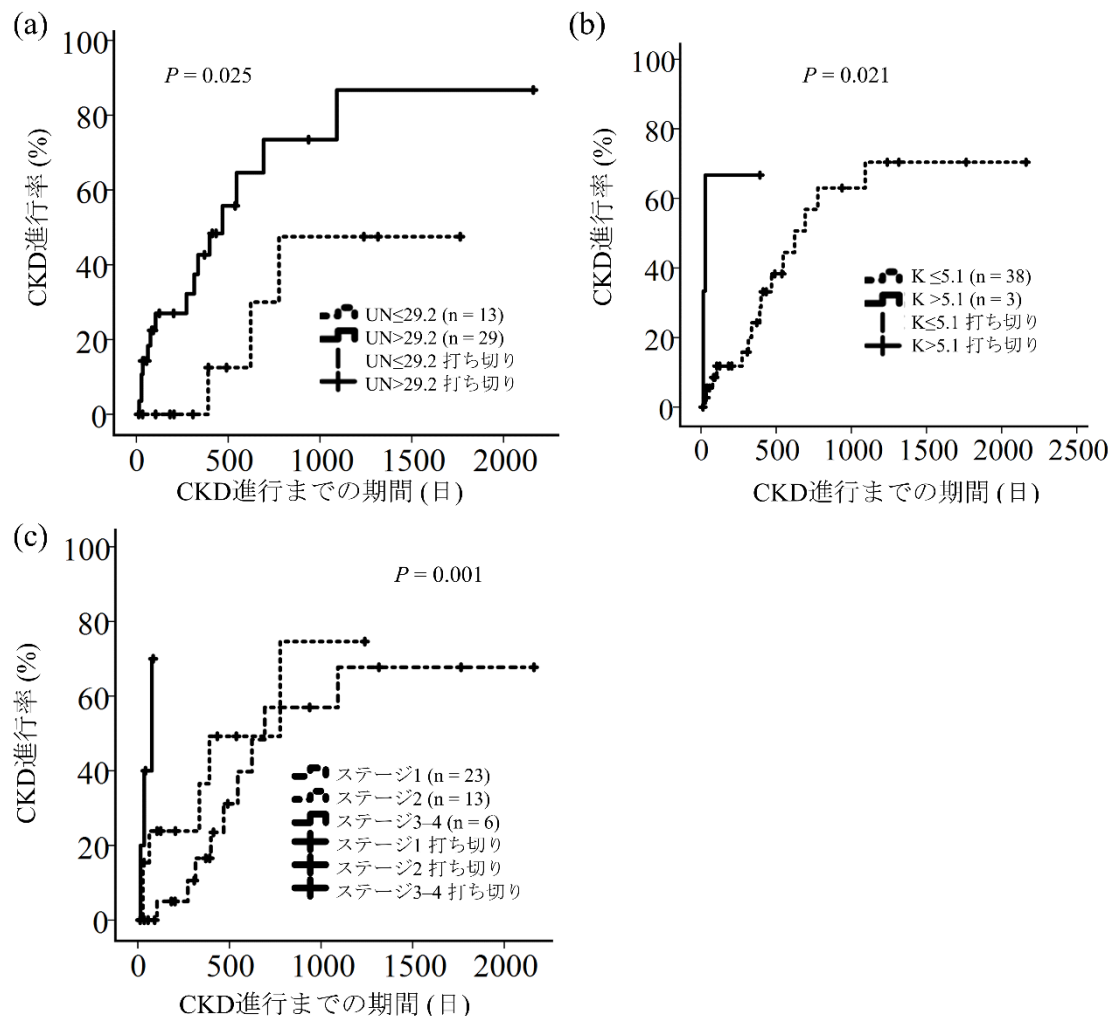 (a)
100
80
60
40
20
0
CKD進行率 (%)
P = 0.025
UN≤29.2 (n = 13)
UN>29.2 (n = 29)
UN≤29.2 打ち切り
UN>29.2 打ち切り
0 500 1000 1500 2000
CKD進行までの期間 (日)
(b)
100
80
60
40
20
0
CKD進行率 (%)
P = 0.021
K ≤5.1 (n = 38)
K >5.1 (n = 3)
K≤5.1 打ち切り
K>5.1 打ち切り
0 500 1000 1500 2000 2500
CKD進行までの期間 (日)
(c)
100
80
60
40
20
0
CKD進行率 (%)
P = 0.001
ステージ1 (n = 23)
ステージ2 (n = 13)
ステージ3–4 (n = 6)
ステージ1 打ち切り
ステージ2 打ち切り
ステージ3–4 打ち切り
0 500 1000 1500 2000
CKD進行までの期間 (日)